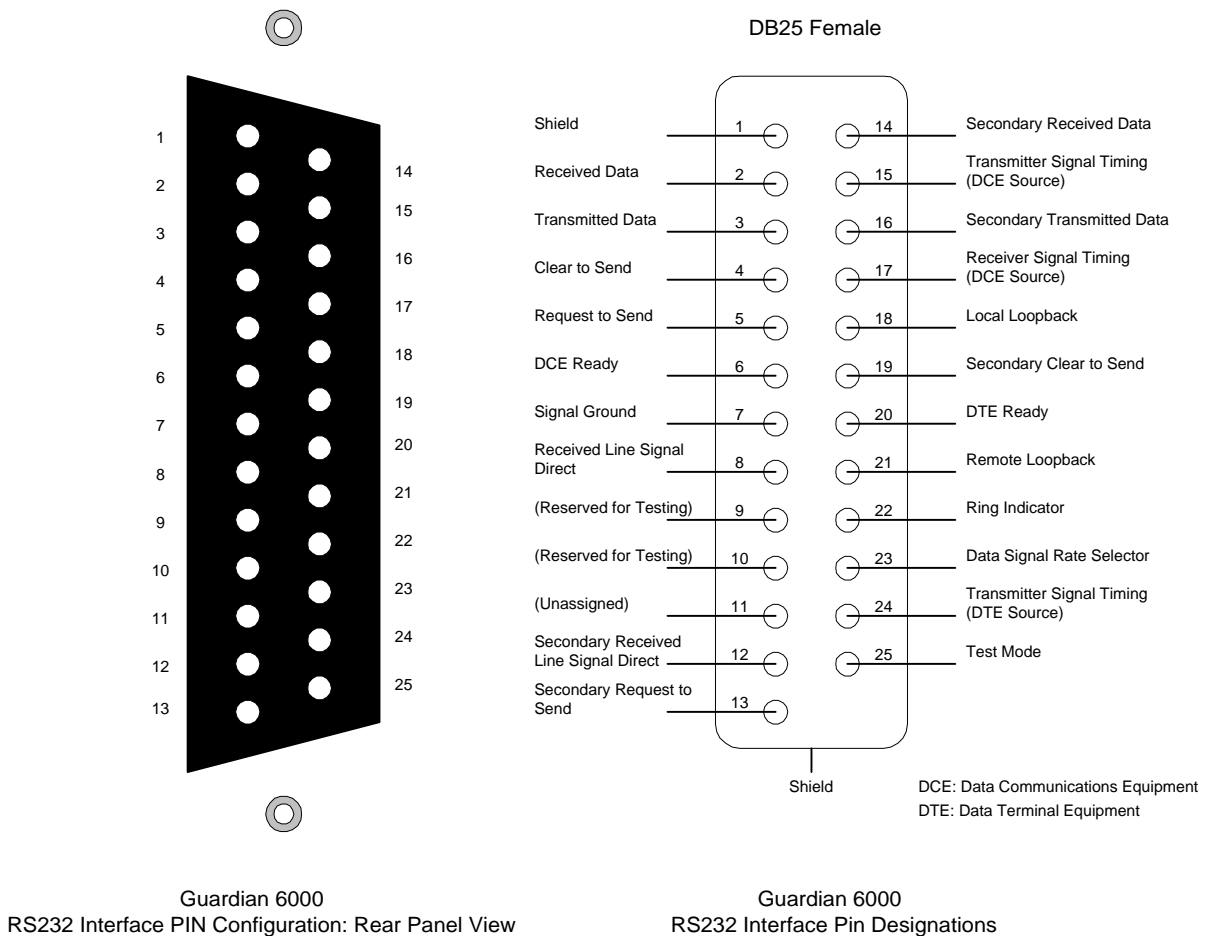 DB25 Female
1
2
3
4
5
6
7
8
9
10
11
12
13
14
15
16
17
18
19
20
21
22
23
24
25
Shield
1
Received Data
2
Transmitted Data
3
Clear to Send
4
Request to Send
5
DCE Ready
6
Signal Ground
7
Received Line Signal
Direct
8
(Reserved for Testing)
9
(Reserved for Testing)
10
(Unassigned)
11
Secondary Received
Line Signal Direct
12
Secondary Request to
Send
13
14
Secondary Received Data
15
Transmitter Signal Timing
(DCE Source)
16
Secondary Transmitted Data
17
Receiver Signal Timing
(DCE Source)
18
Local Loopback
19
Secondary Clear to Send
20
DTE Ready
21
Remote Loopback
22
Ring Indicator
23
Data Signal Rate Selector
24
Transmitter Signal Timing
(DTE Source)
25
Test Mode
Shield
DCE: Data Communications Equipment
DTE: Data Terminal Equipment
Guardian 6000
RS232 Interface PIN Configuration: Rear Panel View
Guardian 6000
RS232 Interface Pin Designations